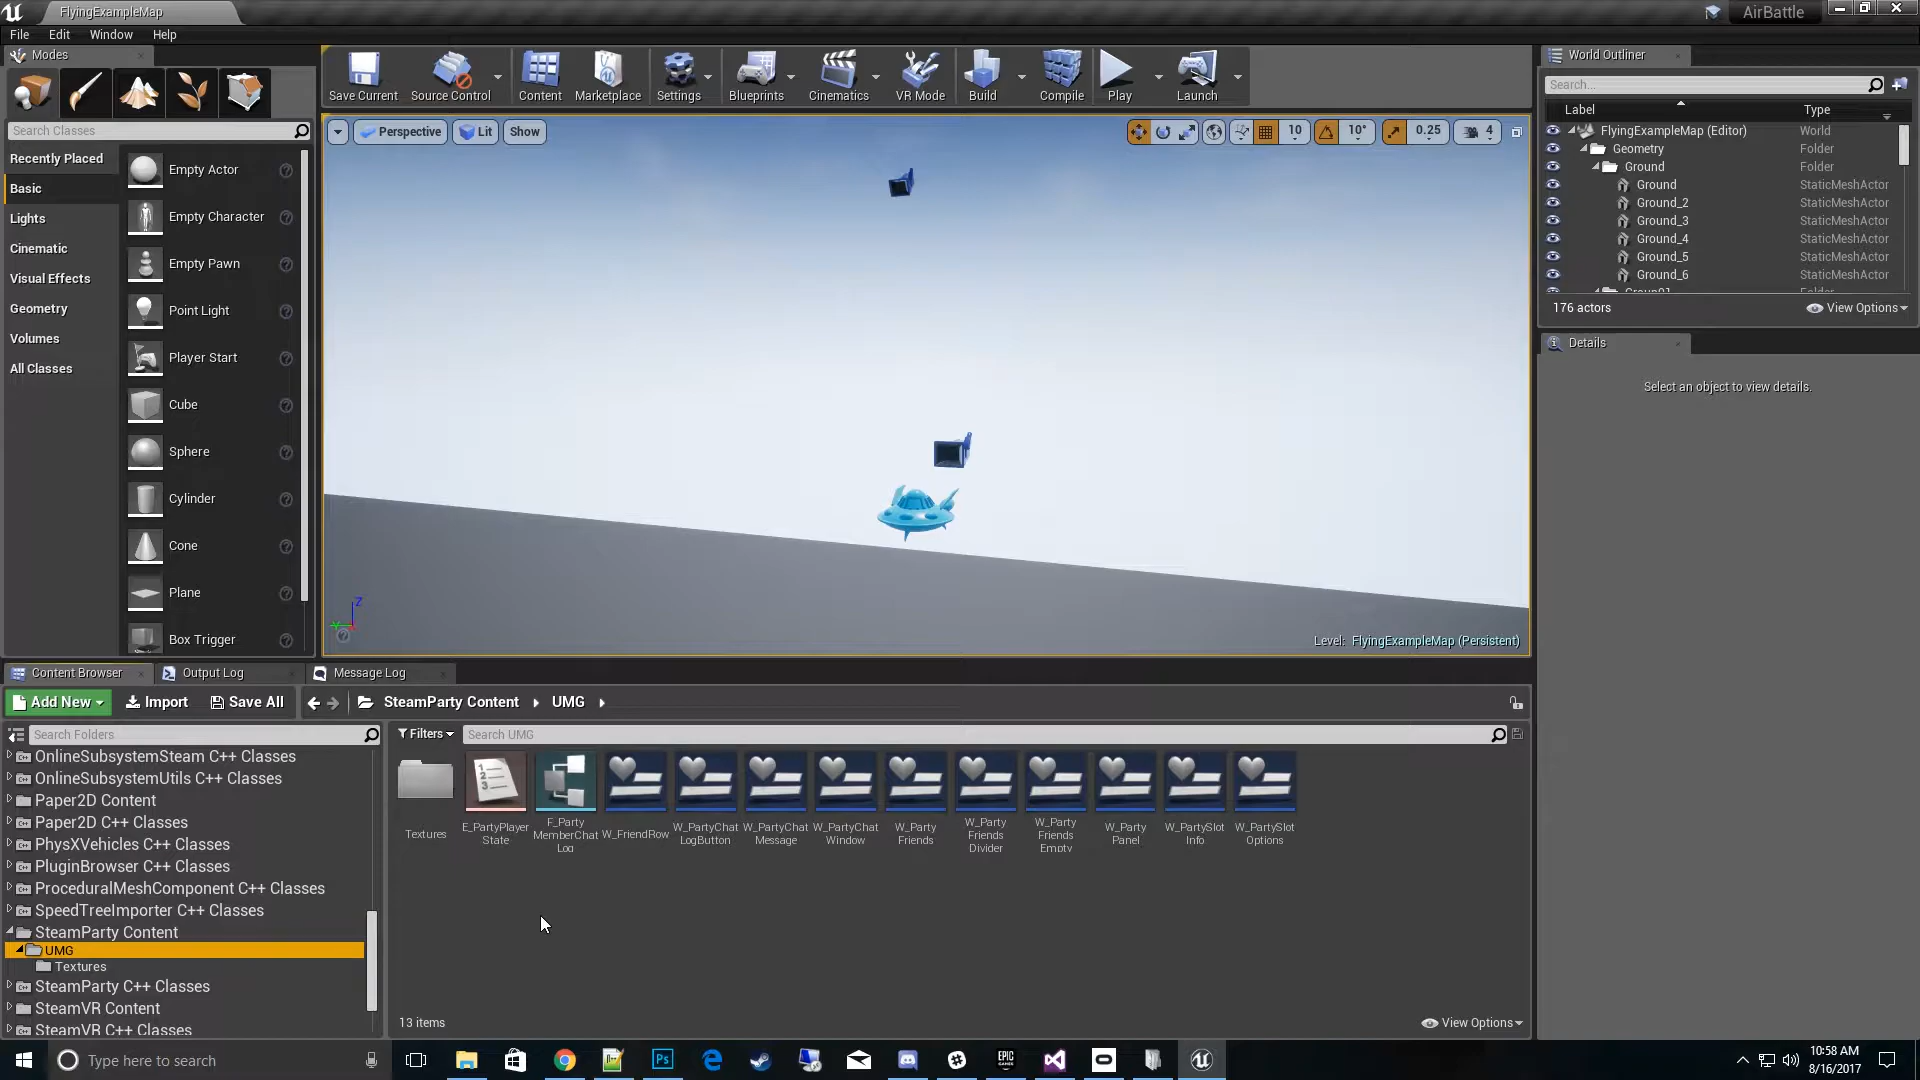 FlyingExampleMap
AirBattle
File Edit Window Help
Modes
Search Classes
Recently Placed
Basic
Lights
Cinematic
Visual Effects
Geometry
Volumes
All Classes
Empty Actor
Empty Character
Empty Pawn
Point Light
Player Start
Cube
Sphere
Cylinder
Cone
Plane
Box Trigger
Save Current Source Control Content Marketplace Settings Blueprints Cinematics VR Mode Build Compile Play Launch
Perspective Lit Show 10 10° 0.25 4
Z
Level: FlyingExampleMap (Persistent)
World Outliner
Search...
Label Type
FlyingExampleMap (Editor) World
Geometry Folder
Ground Folder
Ground StaticMeshActor
Ground_2 StaticMeshActor
Ground_3 StaticMeshActor
Ground_4 StaticMeshActor
Ground_5 StaticMeshActor
Ground_6 StaticMeshActor
176 actors View Options
Details
Select an object to view details.
Content Browser Output Log Message Log
Add New Import Save All SteamParty Content UMG
Search Folders
OnlineSubsystemSteam C++ Classes
OnlineSubsystemUtils C++ Classes
Paper2D Content
Paper2D C++ Classes
PhysXVehicles C++ Classes
PluginBrowser C++ Classes
ProceduralMeshComponent C++ Classes
SpeedTreeImporter C++ Classes
SteamParty Content
UMG
Textures
SteamParty C++ Classes
SteamVR Content
SteamVR C++ Classes
Filters Search UMG
Textures
E_PartyPlayer
State
F_Party
MemberChat
Log
W_FriendRow
W_PartyChat
LogButton
W_PartyChat
Message
W_PartyChat
Window
W_Party
Friends
W_Party
Friends
Divider
W_Party
Friends
Empty
W_Party
Panel
W_PartySlot
Info
W_PartySlot
Options
13 items View Options
Type here to search
Ps
EPIC
GAMES
10:58 AM
8/16/2017